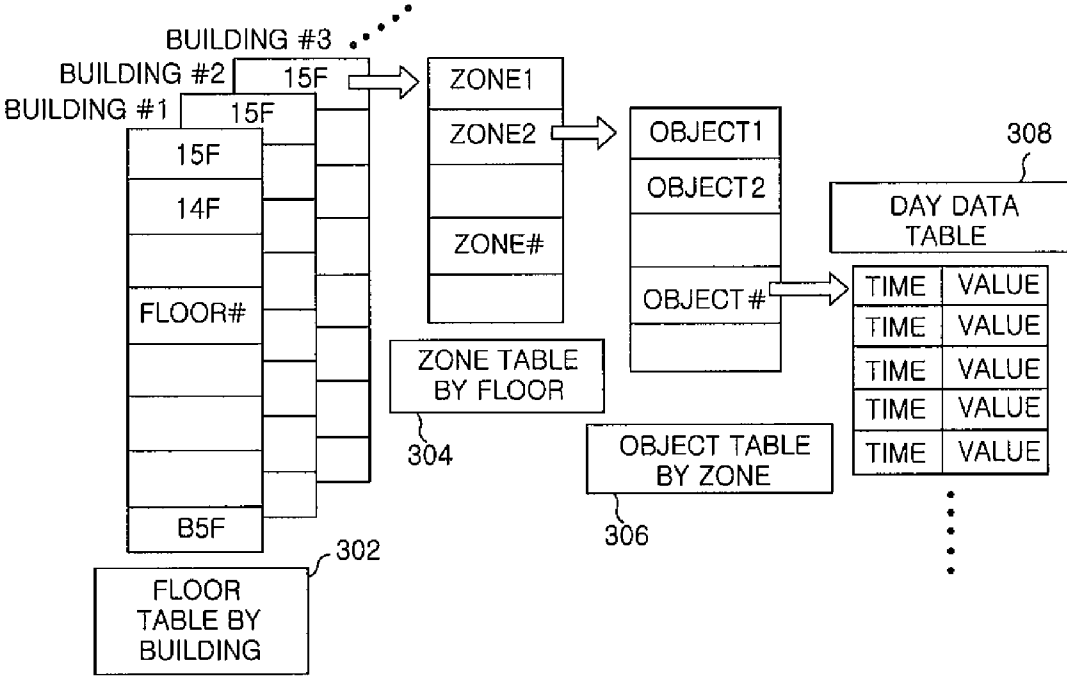 BUILDING #3
BUILDING #2
BUILDING #1
15F
15F
15F
14F
FLOOR#
B5F
302
FLOOR
TABLE BY
BUILDING
ZONE1
ZONE2
ZONE#
ZONE TABLE
BY FLOOR
304
OBJECT1
OBJECT2
OBJECT#
OBJECT TABLE
BY ZONE
306
308
DAY DATA
TABLE
TIME VALUE
TIME VALUE
TIME VALUE
TIME VALUE
TIME VALUE